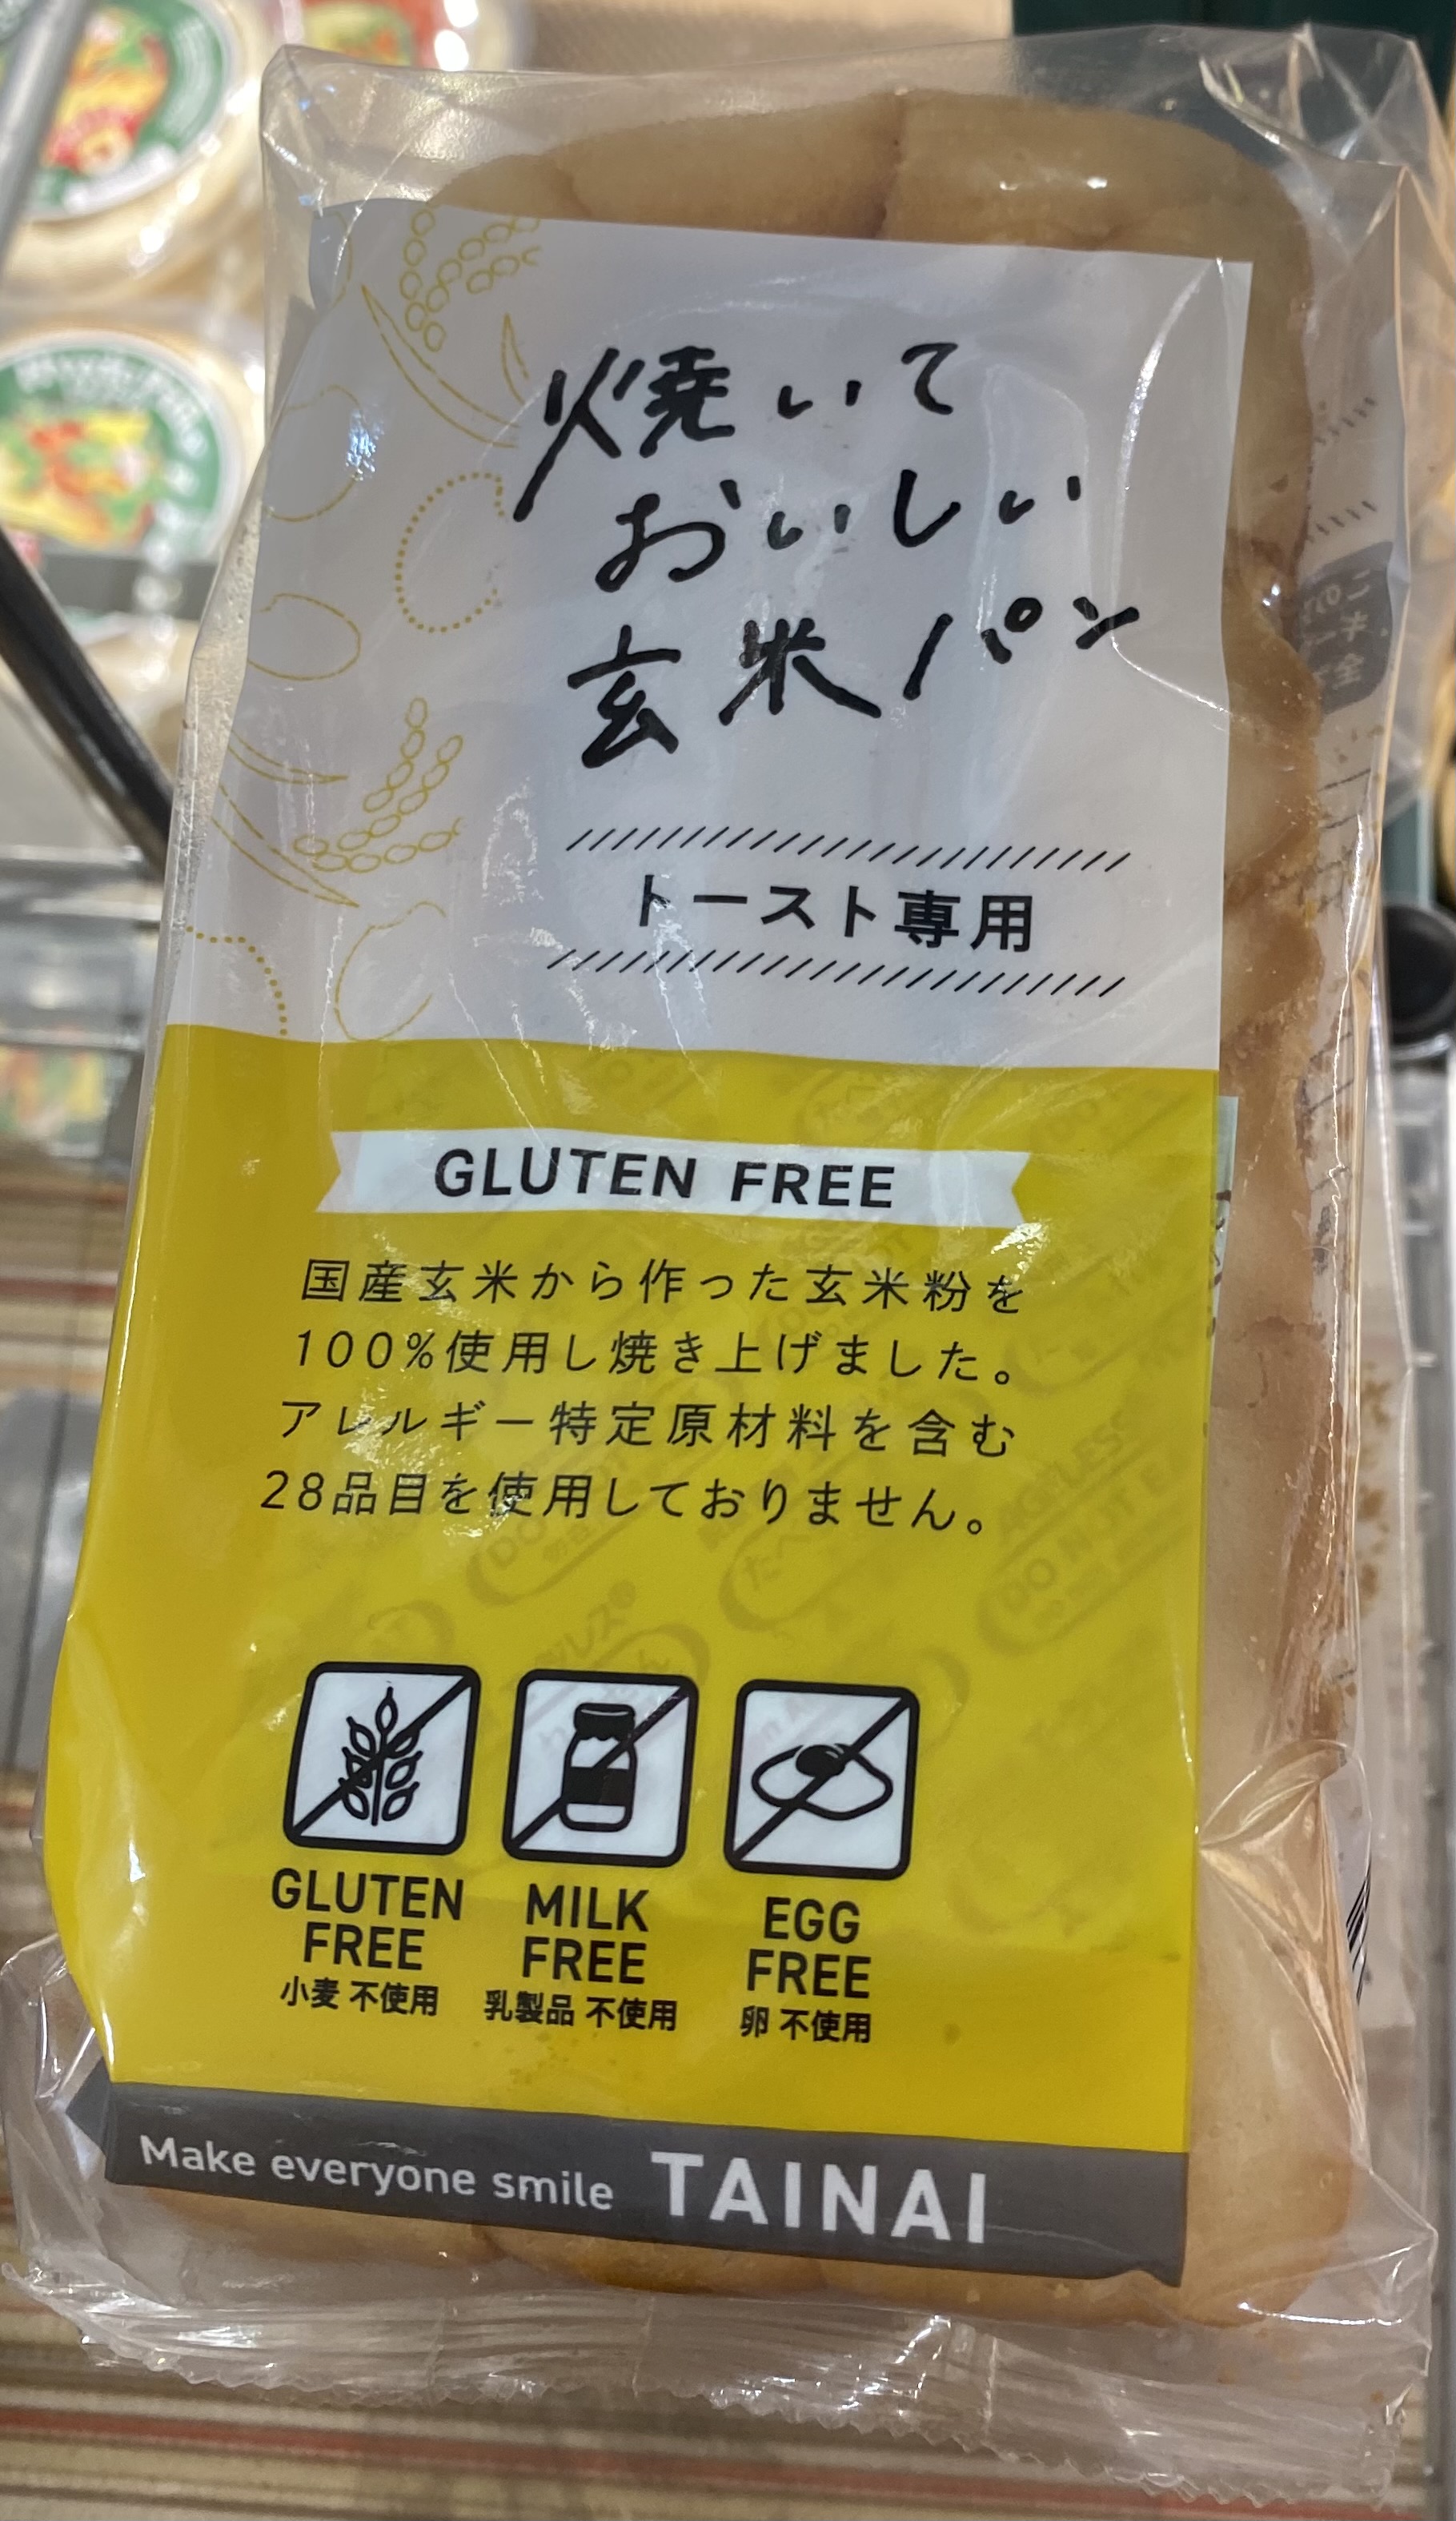 焼いて
おいしい
玄米パン
トースト専用
GLUTEN FREE
国産玄米から作った玄米粉を
100%使用し焼き上げました。
アレルギー特定原材料を含む
28品目を使用しておりません。
GLUTEN
FREE
小麦 不使用
MILK
FREE
乳製品 不使用
EGG
FREE
卵 不使用
Make everyone smile TAINAI